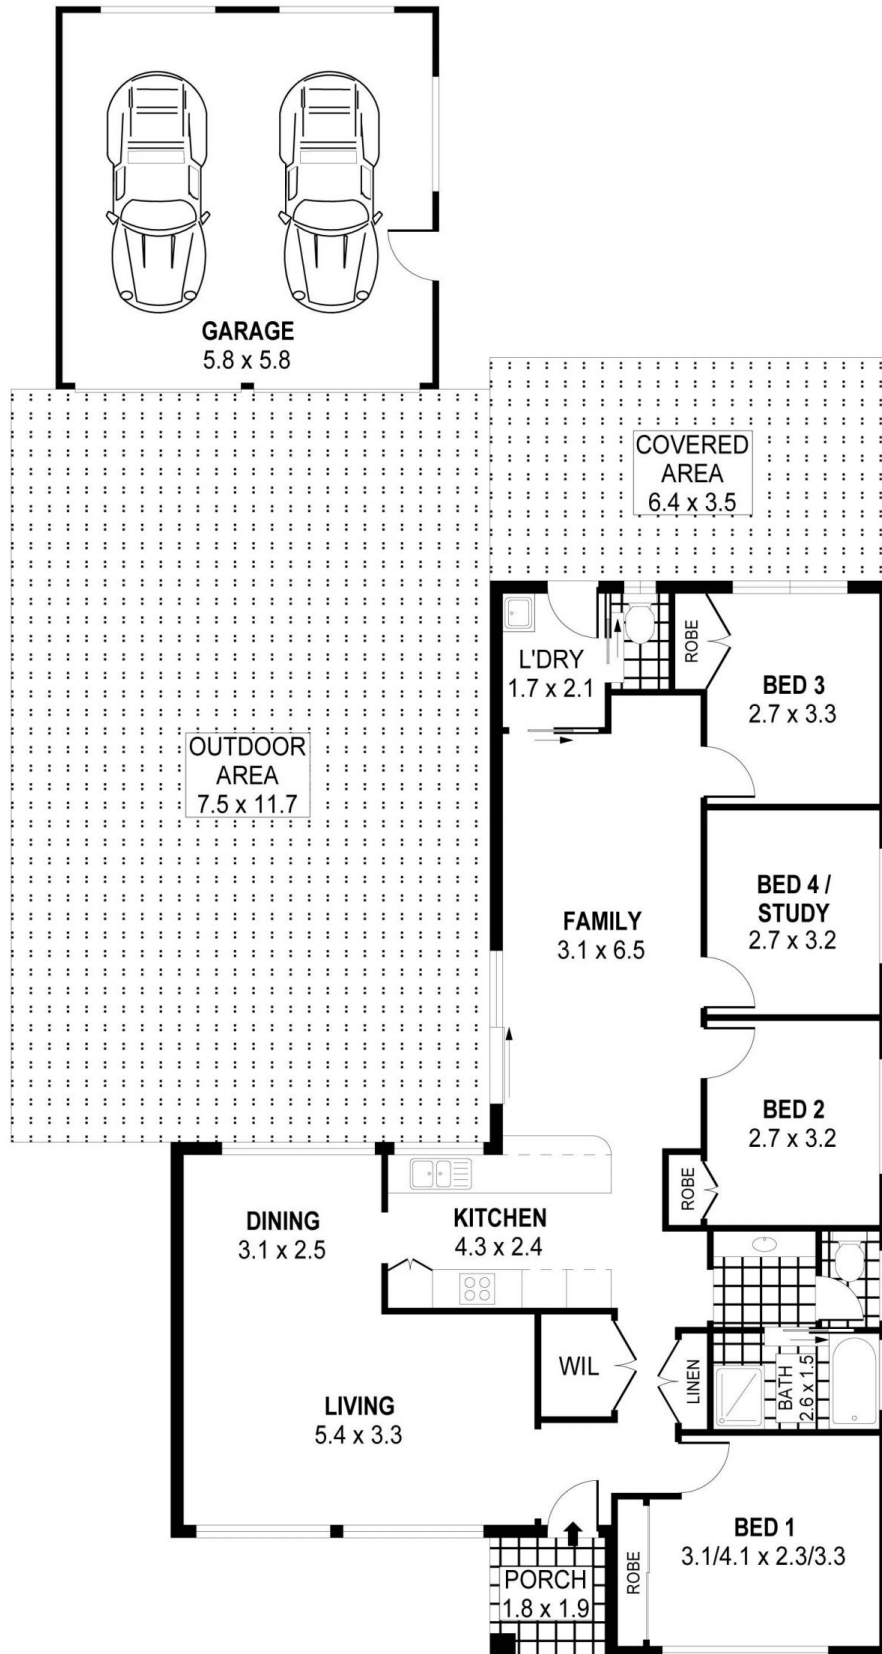 GARAGE
5.8 x 5.8
COVERED
AREA
6.4 x 3.5
L'DRY
1.7 x 2.1
ROBE
BED 3
2.7 x 3.3
OUTDOOR
AREA
7.5 x 11.7
FAMILY
3.1 x 6.5
BED 4 /
STUDY
2.7 x 3.2
BED 2
2.7 x 3.2
ROBE
DINING
3.1 x 2.5
KITCHEN
4.3 x 2.4
WIL
LINEN
BATH
2.6 x 1.5
LIVING
5.4 x 3.3
BED 1
3.1/4.1 x 2.3/3.3
ROBE
PORCH
1.8 x 1.9